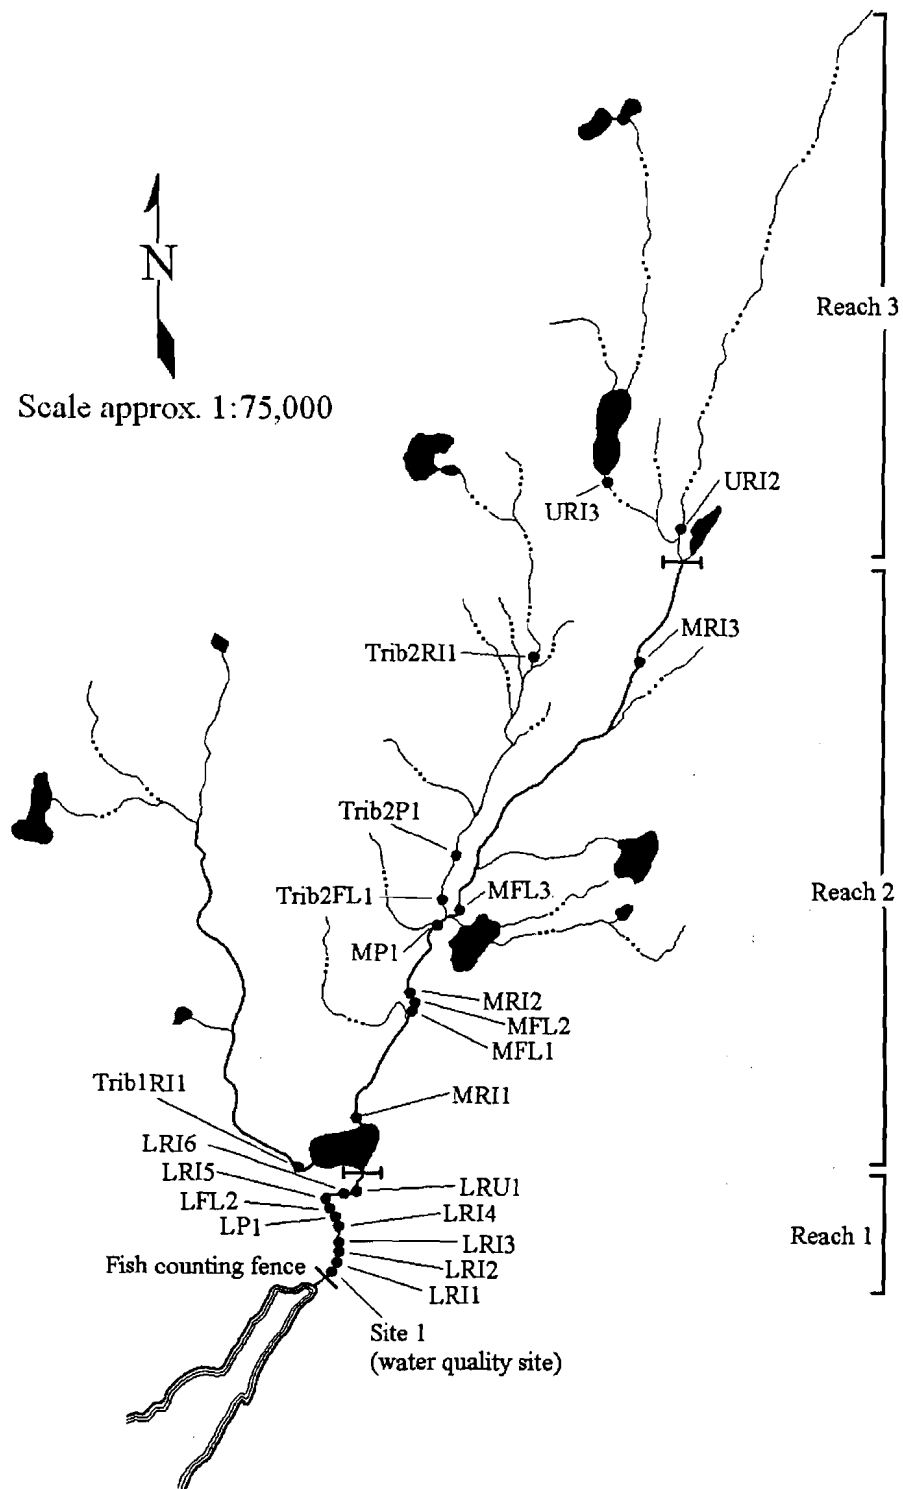 N
Reach 3
Scale approx. 1:75,000
URI2
URI3
MRI3
Trib2RI1
Trib2P1
Reach 2
Trib2FL1
MFL3
MP1
MRI2
MFL2
MFL1
Trib1RI1
MRI1
LRI6
LRI5
LRU1
LFL2
LP1
LRI4
Reach 1
LRI3
Fish counting fence
LRI2
LRI1
Site 1
(water quality site)